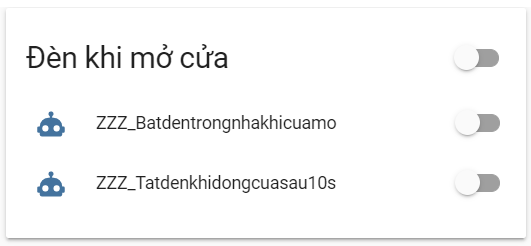 Đèn khi mở cửa
ZZZ_Batdentrongnhakhicuamo
ZZZ_Tatdenkhidongcuasau10s